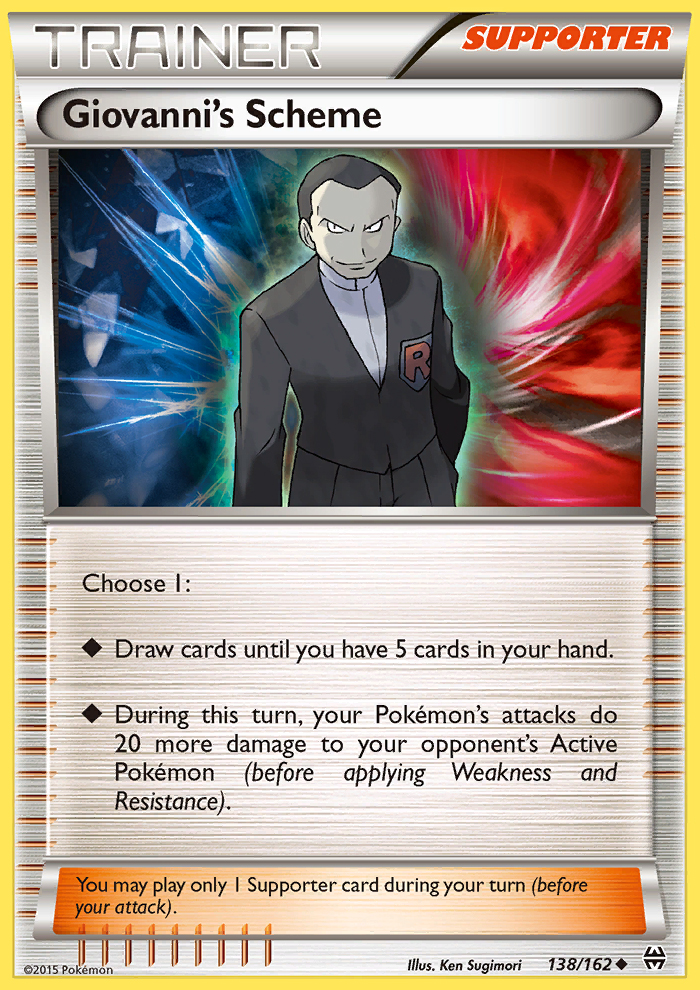 TRAINER
SUPPORTER
Giovanni's Scheme
R
Choose 1:
◆ Draw cards until you have 5 cards in your hand.
◆ During this turn, your Pokémon's attacks do
20 more damage to your opponent's Active
Pokémon (before applying Weakness and
Resistance).
You may play only 1 Supporter card during your turn (before
your attack).
©2015 Pokémon
Illus. Ken Sugimori 138/162 ◆